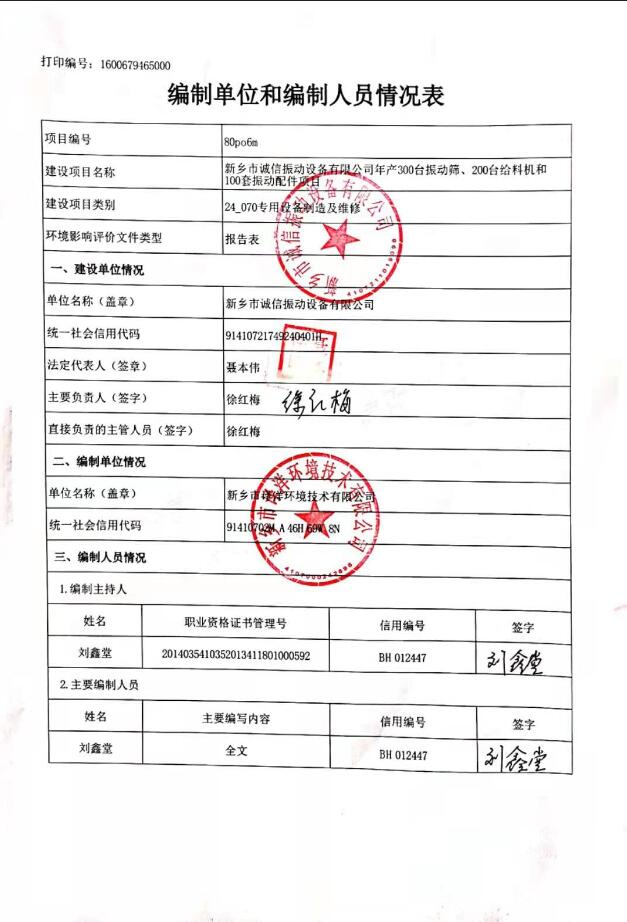 打印编号：1600679465000
编制单位和编制人员情况表
项目编号 80po6m
建设项目名称 新乡市诚信振动设备有限公司年产300台振动筛、200台给料机和
100套振动配件项目
建设项目类别 24_070专用设备制造及维修
环境影响评价文件类型 报告表
一、建设单位情况
单位名称（盖章） 新乡市诚信振动设备有限公司
统一社会信用代码 91410721749240401H
法定代表人（签章） 聂本伟
主要负责人（签字） 徐红梅 徐红梅
直接负责的主管人员（签字） 徐红梅
二、编制单位情况
单位名称（盖章） 新乡市 洋环境技术有限公司
统一社会信用代码 91410702M A 46H 8N
三、编制人员情况
1.编制主持人
姓名 职业资格证书管理号 信用编号 签字
刘鑫堂 2014035410352013411801000592 BH 012447 刘鑫堂
2.主要编制人员
姓名 主要编写内容 信用编号 签字
刘鑫堂 全文 BH 012447 刘鑫堂
新乡市诚信振动设备有限公司
新乡市 洋环境技术有限公司